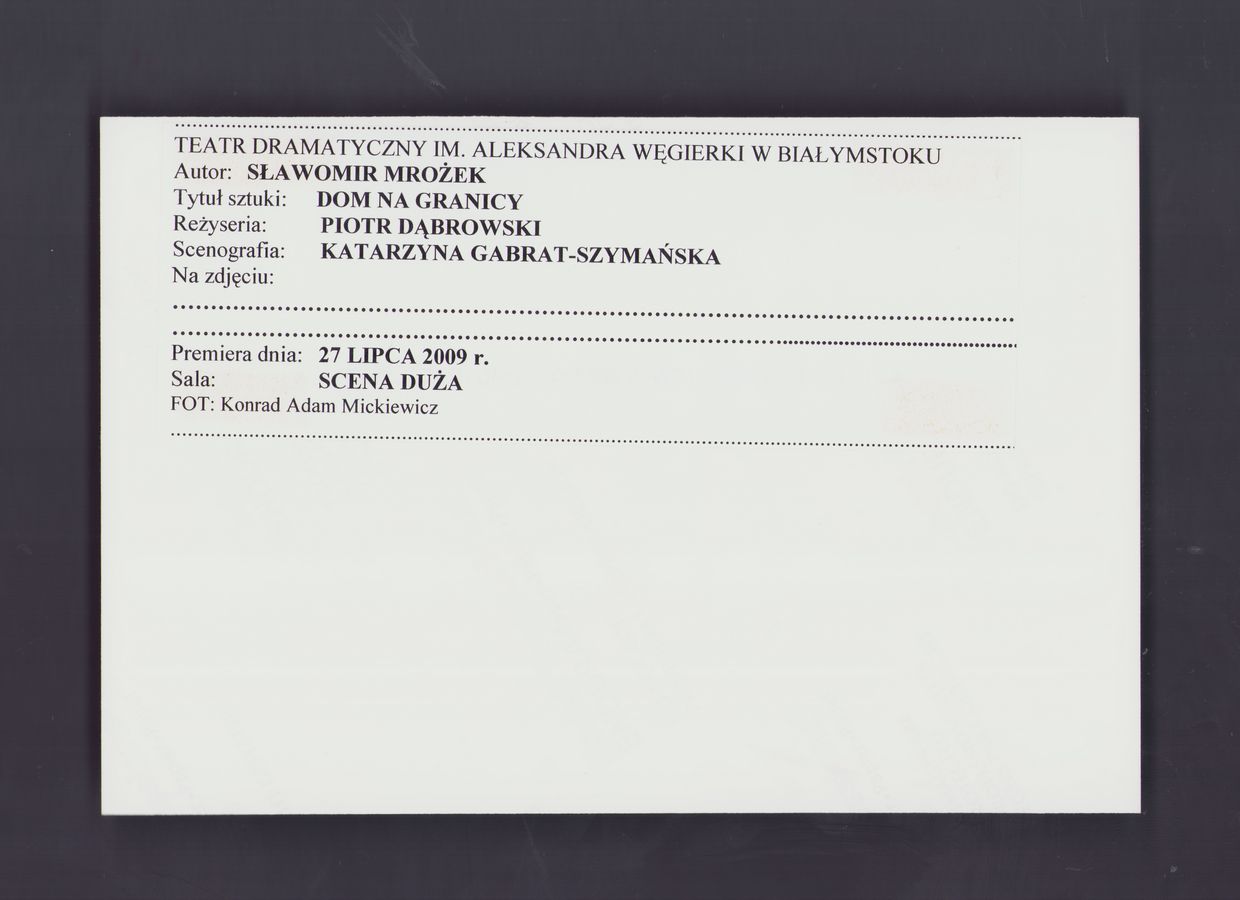 TEATR DRAMATYCZNY IM. ALEKSANDRA WĘGIERKI W BIAŁYMSTOKU
Autor: SŁAWOMIR MROŻEK
Tytuł sztuki: DOM NA GRANICY
Reżyseria: PIOTR DĄBROWSKI
Scenografia: KATARZYNA GABRAT-SZYMAŃSKA
Na zdjęciu:
Premiera dnia: 27 LIPCA 2009 r.
Sala: SCENA DUŻA
FOT: Konrad Adam Mickiewicz